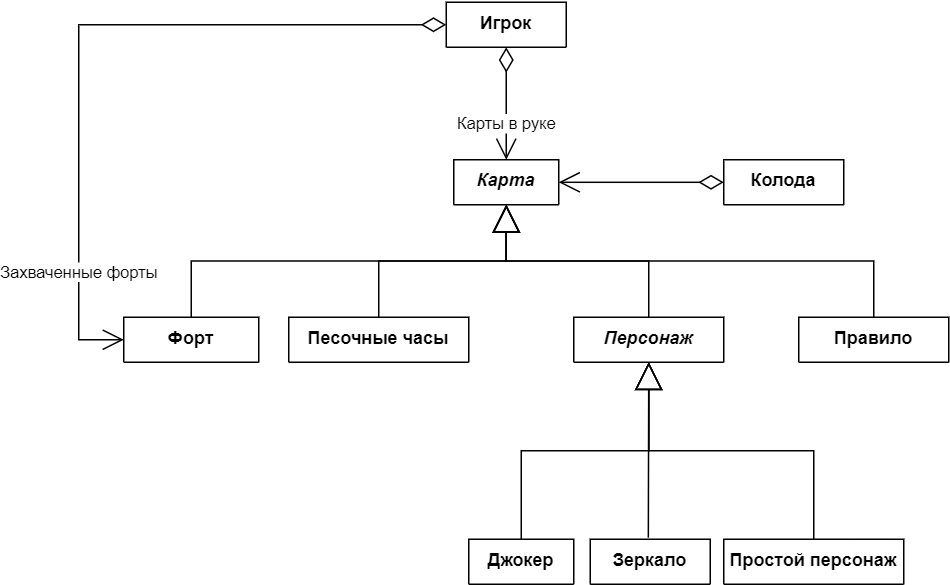 Игрок
Карты в руке
Карта
Колода
Захваченные форты
Форт
Песочные часы
Персонаж
Правило
Джокер
Зеркало
Простой персонаж